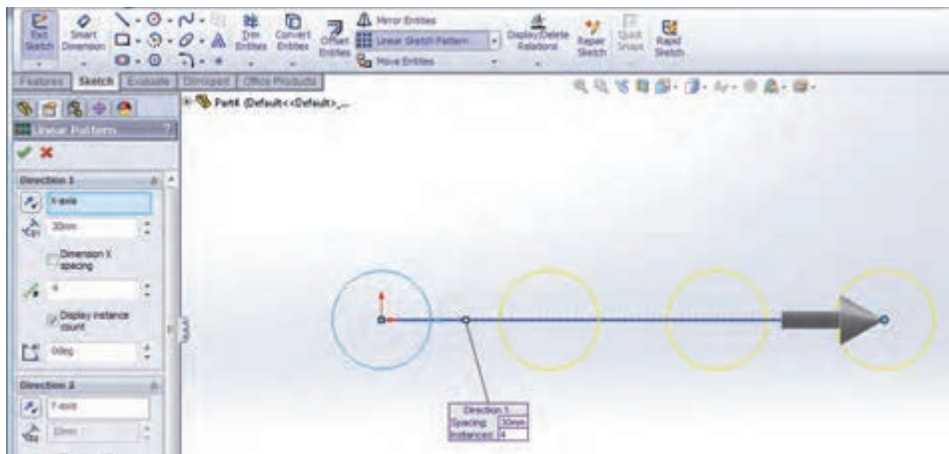 Exit Sketch
Smart Dimension
Trim Entities
Convert Entities
Offset Entities
Mirror Entities
Linear Sketch Pattern
Move Entities
Display/Delete Relations
Repair Sketch
Quick Snaps
Rapid Sketch
Features Sketch Evaluate DimXpert Office Products
Part4 (Default<<Default>_...
Linear Pattern ?
Direction 1
X-axis
30mm
Dimension X spacing
4
Display instance count
0deg
Direction 2
Y-axis
Direction 1
Spacing: 30mm
Instances: 4